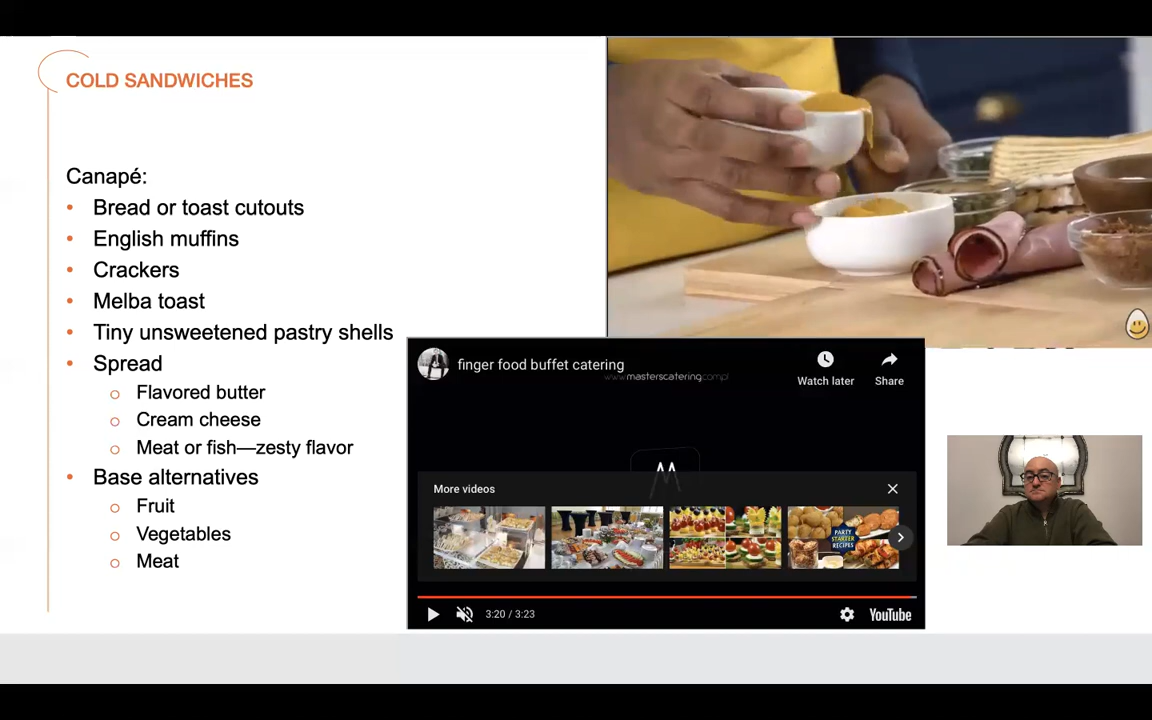 COLD SANDWICHES
Canapé:
• Bread or toast cutouts
• English muffins
• Crackers
• Melba toast
• Tiny unsweetened pastry shells
• Spread
o Flavored butter
o Cream cheese
o Meat or fish—zesty flavor
• Base alternatives
o Fruit
o Vegetables
o Meat
finger food buffet catering
www.masterscatering.com.pl
Watch later
Share
M
More videos
PARTY
STARTER
RECIPES
3:20 / 3:23
YouTube